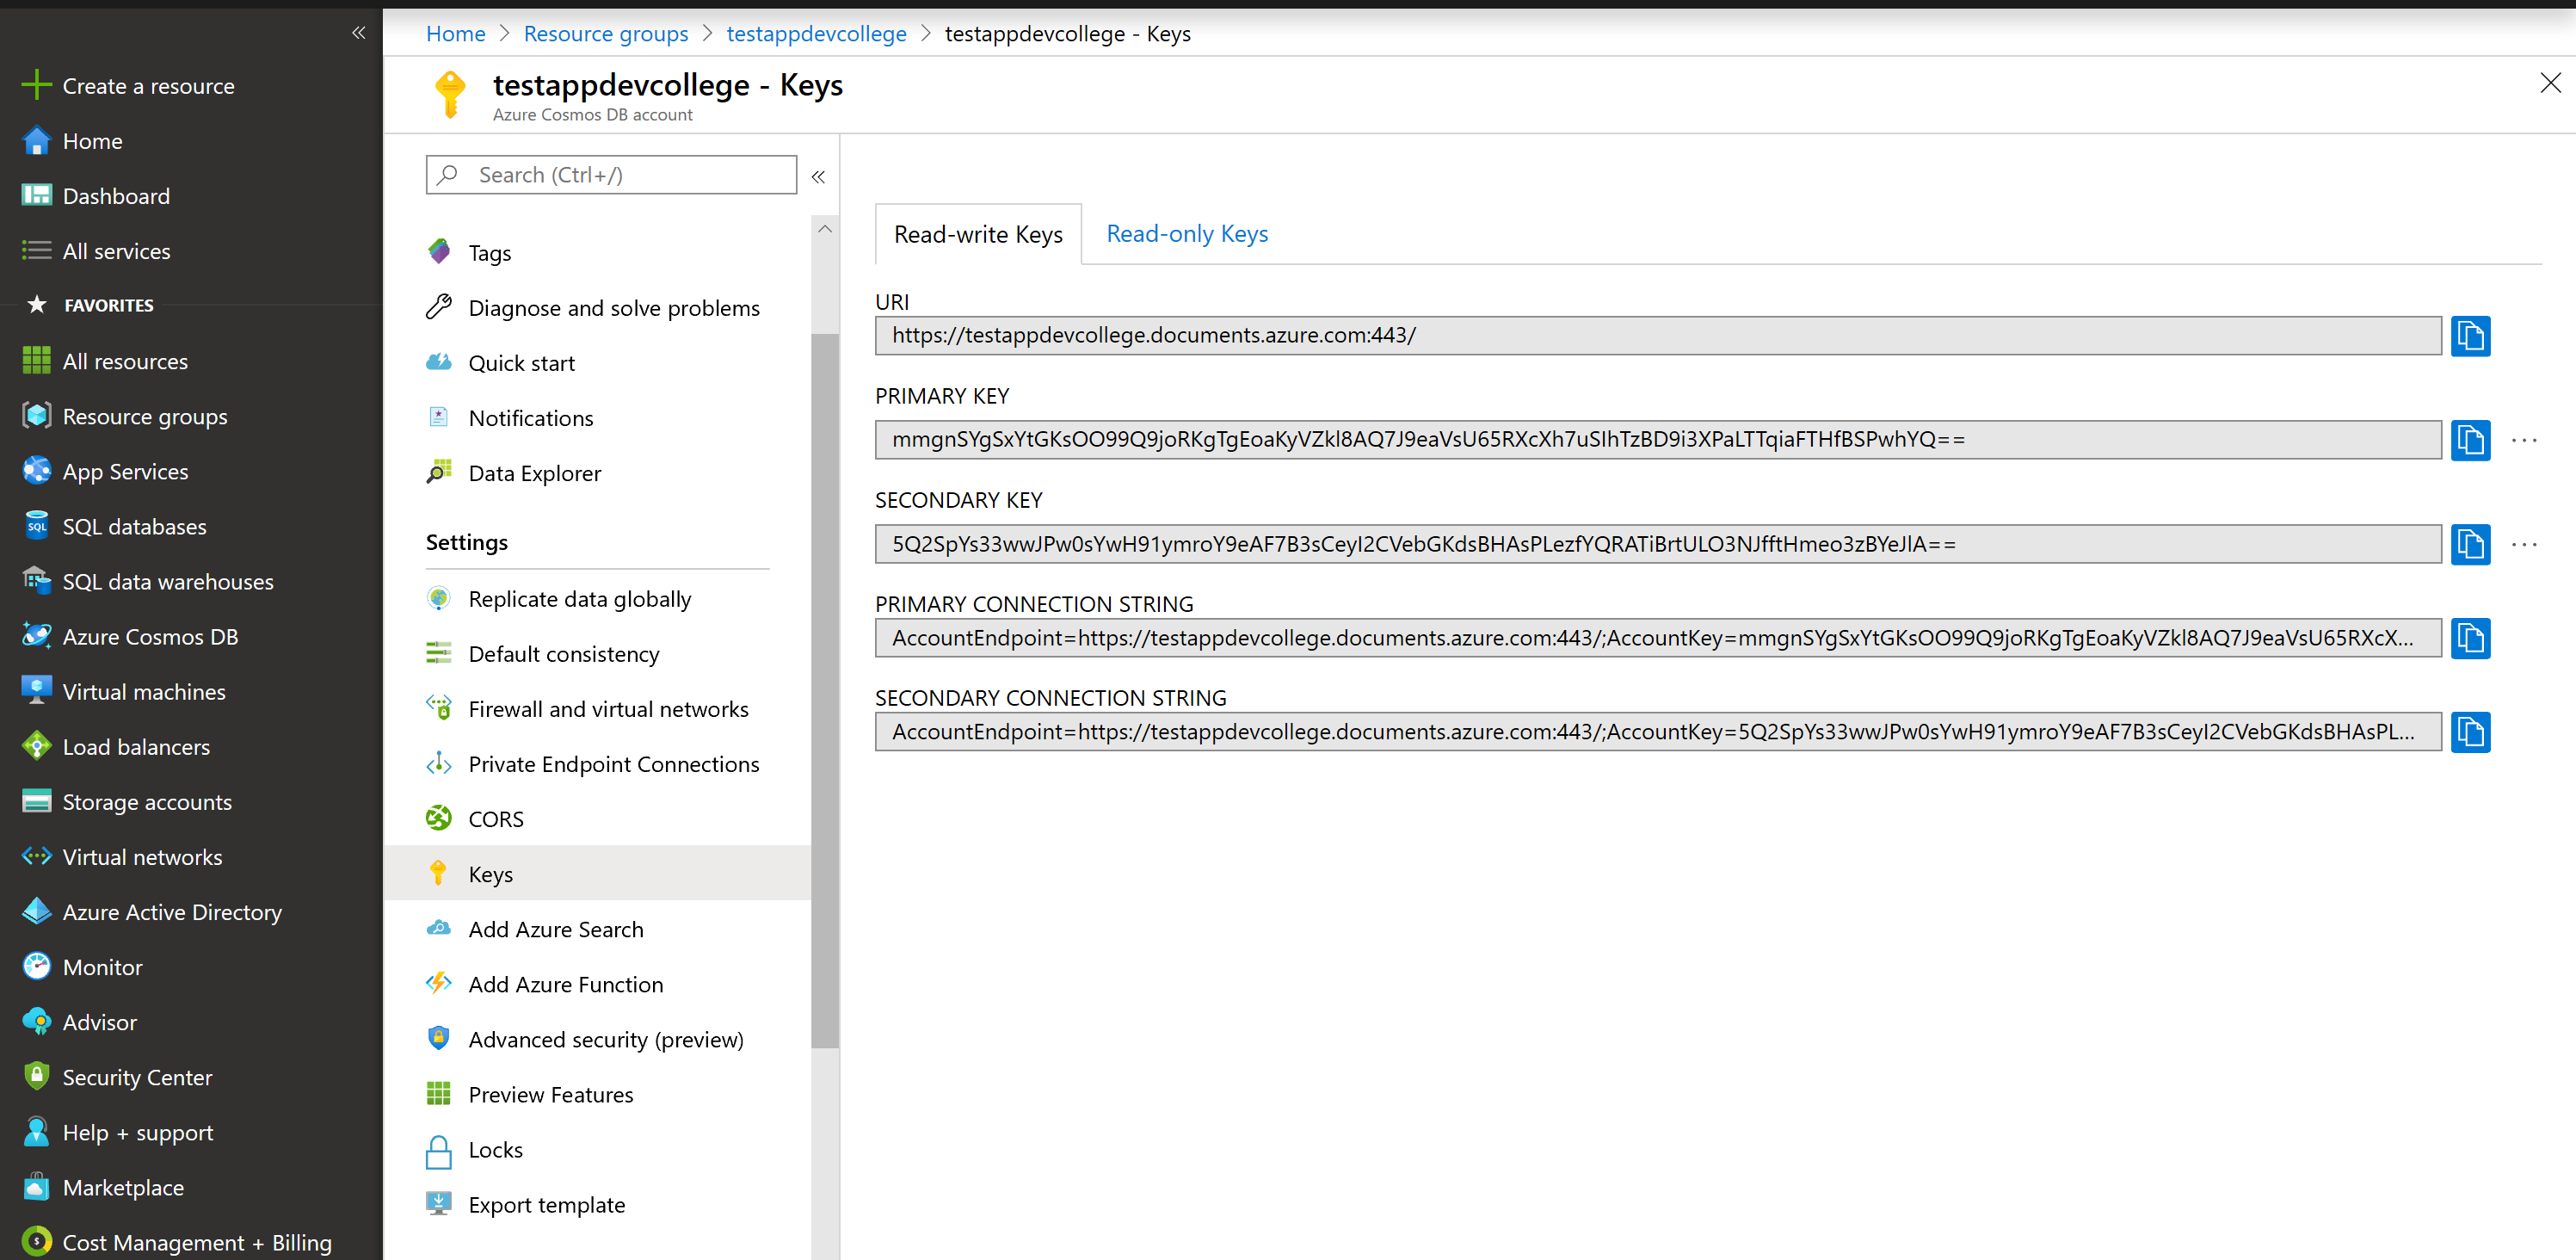 Home > Resource groups > testappdevcollege > testappdevcollege - Keys
testappdevcollege - Keys
Azure Cosmos DB account
Create a resource
Home
Dashboard
All services
FAVORITES
All resources
Resource groups
App Services
SQL databases
SQL data warehouses
Azure Cosmos DB
Virtual machines
Load balancers
Storage accounts
Virtual networks
Azure Active Directory
Monitor
Advisor
Security Center
Help + support
Marketplace
Cost Management + Billing
Search (Ctrl+/)
Tags
Diagnose and solve problems
Quick start
Notifications
Data Explorer
Settings
Replicate data globally
Default consistency
Firewall and virtual networks
Private Endpoint Connections
CORS
Keys
Add Azure Search
Add Azure Function
Advanced security (preview)
Preview Features
Locks
Export template
Read-write Keys
Read-only Keys
URI
https://testappdevcollege.documents.azure.com:443/
PRIMARY KEY
mmgnSYgSxYtGKsOO99Q9joRKgTgEoaKyVZkl8AQ7J9eaVsU65RXcXh7uSIhTzBD9i3XPaLTTqiaFTHfBSPwhYQ==
SECONDARY KEY
5Q2SpYs33wwJPw0sYwH91ymroY9eAF7B3sCeyI2CVebGKdsBHAsPLezfYQRATiBrtULO3NJfftHmeo3zBYeJlA==
PRIMARY CONNECTION STRING
AccountEndpoint=https://testappdevcollege.documents.azure.com:443/;AccountKey=mmgnSYgSxYtGKsOO99Q9joRKgTgEoaKyVZkl8AQ7J9eaVsU65RXcX...
SECONDARY CONNECTION STRING
AccountEndpoint=https://testappdevcollege.documents.azure.com:443/;AccountKey=5Q2SpYs33wwJPw0sYwH91ymroY9eAF7B3sCeyI2CVebGKdsBHAsPL...